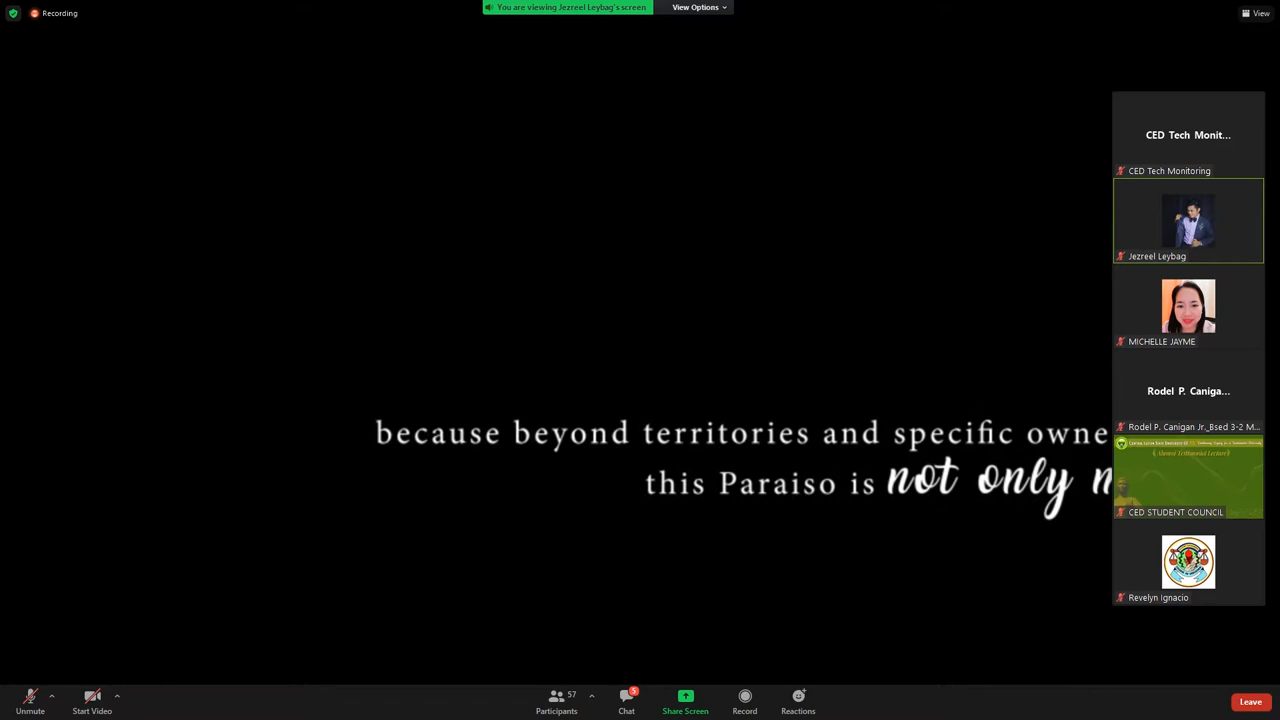 Recording
You are viewing Jezreel Leybag's screen
View Options
View
CED Tech Monit...
CED Tech Monitoring
Jezreel Leybag
MICHELLE JAYME
Rodel P. Caniga...
Rodel P. Canigan Jr_Bsed 3-2 M...
because beyond territories and specific owne
this Paraiso is not only m
CED STUDENT COUNCIL
Revelyn Ignacio
Unmute
Start Video
57
Participants
5
Chat
Share Screen
Record
Reactions
Leave